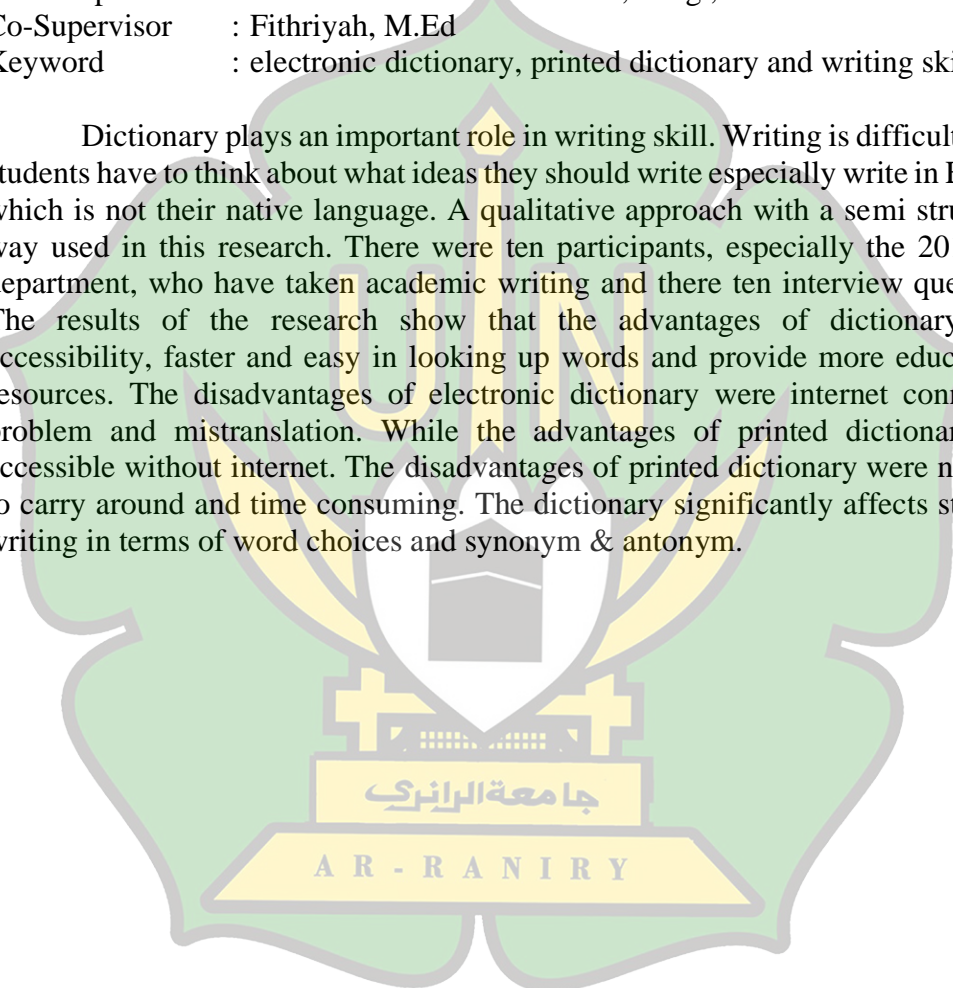 Co-Supervisor : Fithriyah, M.Ed
Keyword : electronic dictionary, printed dictionary and writing
Dictionary plays an important role in writing skill. Writing is difficult
students have to think about what ideas they should write especially write in
which is not their native language. A qualitative approach with a semi
way used in this research. There were ten participants, especially the 20
department, who have taken academic writing and there ten interview
The results of the research show that the advantages of dictionary
accessibility, faster and easy in looking up words and provide more
resources. The disadvantages of electronic dictionary were internet
problem and mistranslation. While the advantages of printed
accessible without internet. The disadvantages of printed dictionary were
to carry around and time consuming. The dictionary significantly affects
writing in terms of word choices and synonym & antonym.
UIN
جامعة الرانري
AR-RANIRY